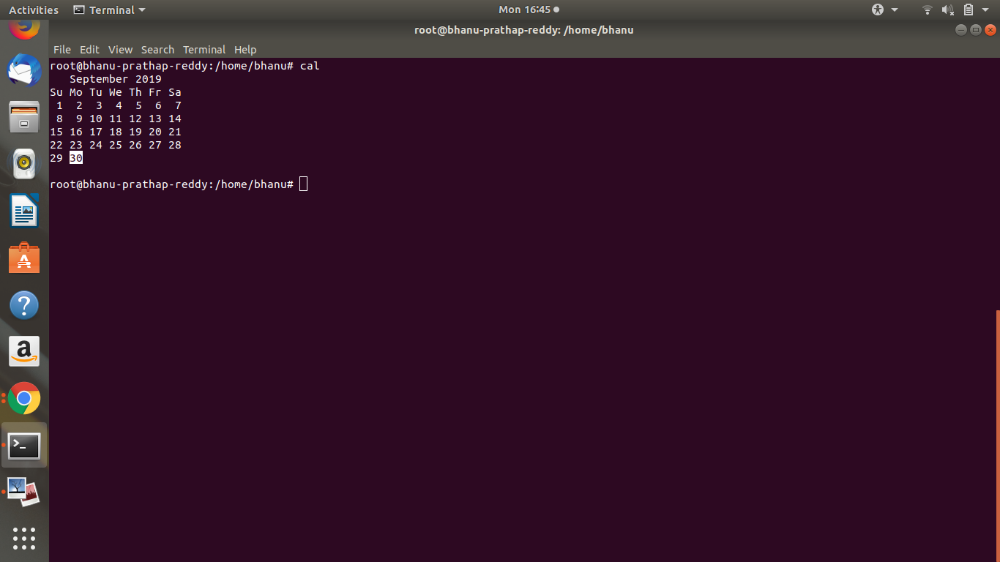 Activities Terminal Mon 16:45
root@bhanu-prathap-reddy: /home/bhanu
File Edit View Search Terminal Help
root@bhanu-prathap-reddy:/home/bhanu# cal
   September 2019
Su Mo Tu We Th Fr Sa
 1  2  3  4  5  6  7
 8  9 10 11 12 13 14
15 16 17 18 19 20 21
22 23 24 25 26 27 28
29 30
root@bhanu-prathap-reddy:/home/bhanu#